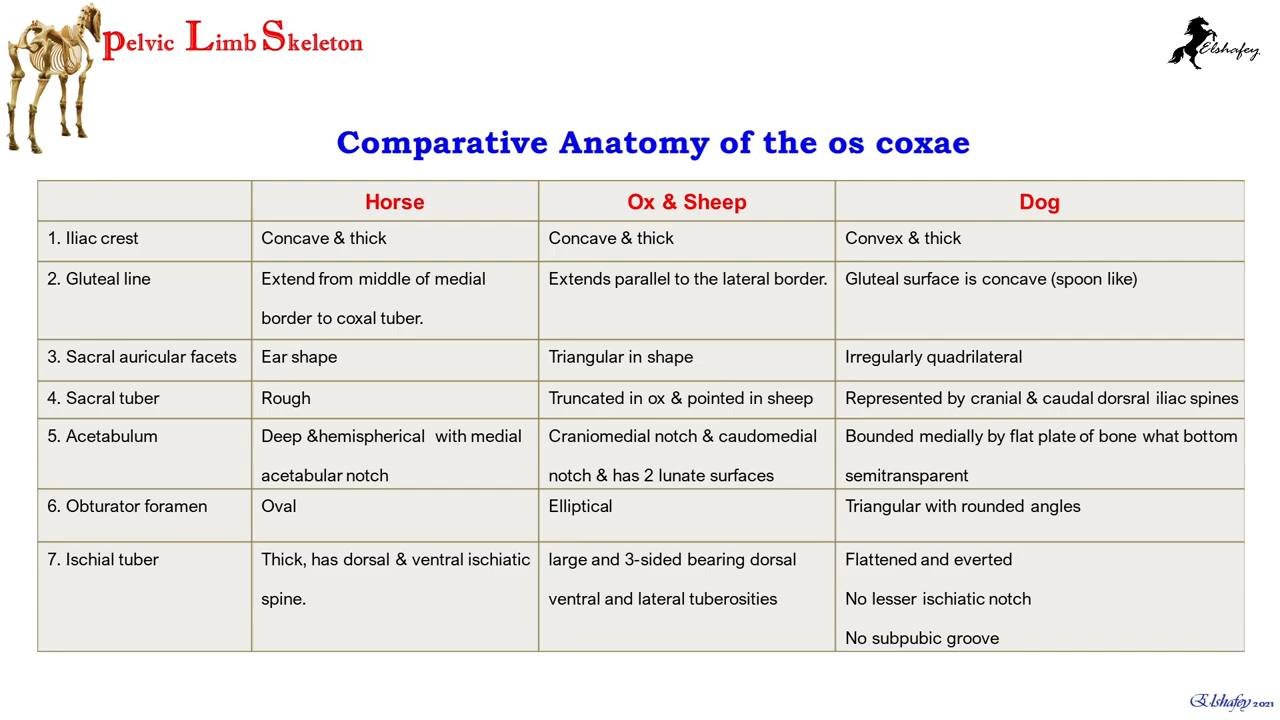 Pelvic Limb Skeleton
Elshafey
Comparative Anatomy of the os coxae
Horse
Ox & Sheep
Dog
1. Iliac crest
Concave & thick
Concave & thick
Convex & thick
2. Gluteal line
Extend from middle of medial
border to coxal tuber.
Extends parallel to the lateral border.
Gluteal surface is concave (spoon like)
3. Sacral auricular facets
Ear shape
Triangular in shape
Irregularly quadrilateral
4. Sacral tuber
Rough
Truncated in ox & pointed in sheep
Represented by cranial & caudal dorsral iliac spines
5. Acetabulum
Deep &hemispherical with medial
acetabular notch
Craniomedial notch & caudomedial
notch & has 2 lunate surfaces
Bounded medially by flat plate of bone what bottom
semitransparent
6. Obturator foramen
Oval
Elliptical
Triangular with rounded angles
7. Ischial tuber
Thick, has dorsal & ventral ischiatic
spine.
large and 3-sided bearing dorsal
ventral and lateral tuberosities
Flattened and everted
No lesser ischiatic notch
No subpubic groove
Elshafey 2021